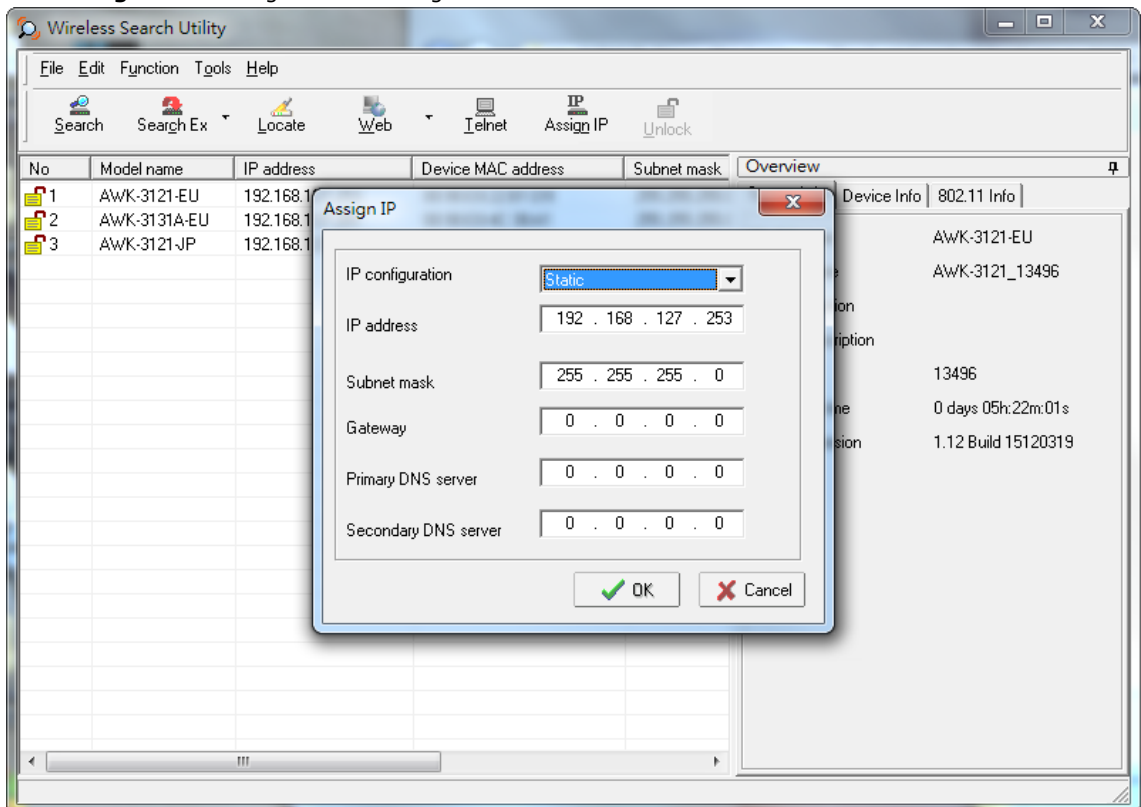 Wireless Search Utility
File Edit Function Tools Help
Search Search Ex Locate Web Telnet Assign IP Unlock
No Model name IP address Device MAC address Subnet mask
1 AWK-3121-EU 192.168.1
2 AWK-3131A-EU 192.168.1
3 AWK-3121-JP 192.168.1
Overview
Device Info 802.11 Info
AWK-3121-EU
AWK-3121_13496
ion
ription
13496
ne 0 days 05h:22m:01s
sion 1.12 Build 15120319
Assign IP
IP configuration Static
IP address 192 . 168 . 127 . 253
Subnet mask 255 . 255 . 255 . 0
Gateway 0 . 0 . 0 . 0
Primary DNS server 0 . 0 . 0 . 0
Secondary DNS server 0 . 0 . 0 . 0
OK Cancel